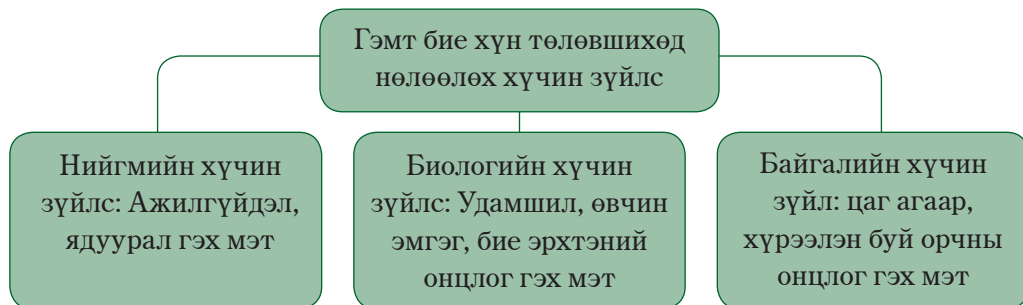 Гэмт бие хүн төлөвшихөд
нөлөөлөх хүчин зүйлс
Нийгмийн хүчин
зүйлс: Ажилгүйдэл,
ядуурал гэх мэт
Биологийн хүчин
зүйлс: Удамшил, өвчин
эмгэг, бие эрхтэний
онцлог гэх мэт
Байгалийн хүчин
зүйл: цаг агаар,
хүрээлэн буй орчны
онцлог гэх мэт